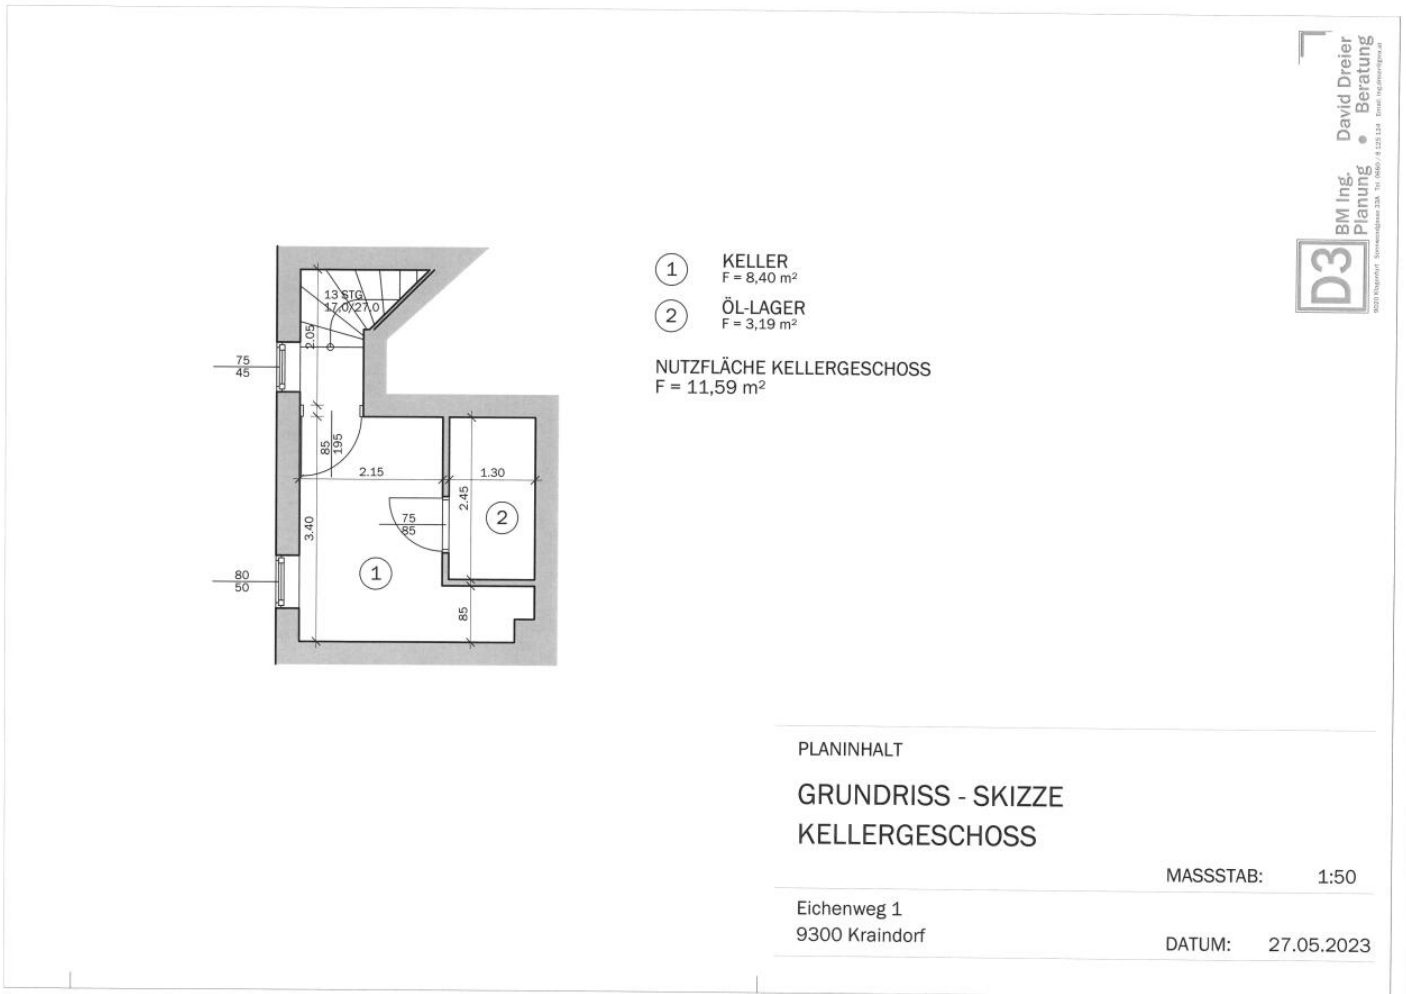 BM Ing. David Dreier
Planung • Beratung
D3
1 KELLER
F = 8,40 m²
2 ÖL-LAGER
F = 3,19 m²
NUTZFLÄCHE KELLERGESCHOSS
F = 11,59 m²
13 STG
17,0/27,0
2.05
75
45
85
195
2.15
1.30
2.45
3.40
75
85
2
1
80
50
85
PLANINHALT
GRUNDRISS - SKIZZE
KELLERGESCHOSS
MASSSTAB: 1:50
Eichenweg 1
9300 Kraindorf
DATUM: 27.05.2023